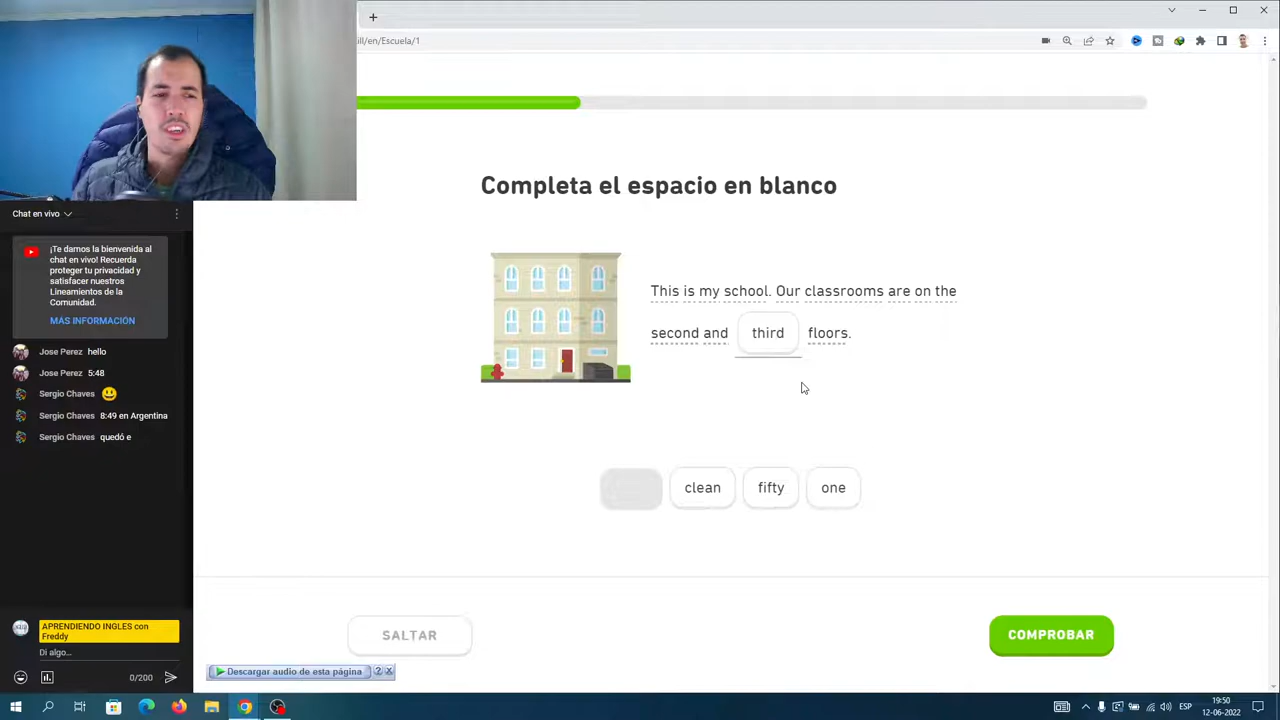 ill/en/Escuela/1
Completa el espacio en blanco
This is my school. Our classrooms are on the
second and third floors.
clean fifty one
SALTAR
COMPROBAR
Descargar audio de esta página
Chat en vivo
¡Te damos la bienvenida al
chat en vivo! Recuerda
proteger tu privacidad y
satisfacer nuestros
Lineamientos de la
Comunidad.
MÁS INFORMACIÓN
Jose Perez hello
Jose Perez 5:48
Sergio Chaves 😃
Sergio Chaves 8:49 en Argentina
Sergio Chaves quedó e
APRENDIENDO INGLES con
Freddy
Di algo...
0/200
ESP
19:50
12-06-2022